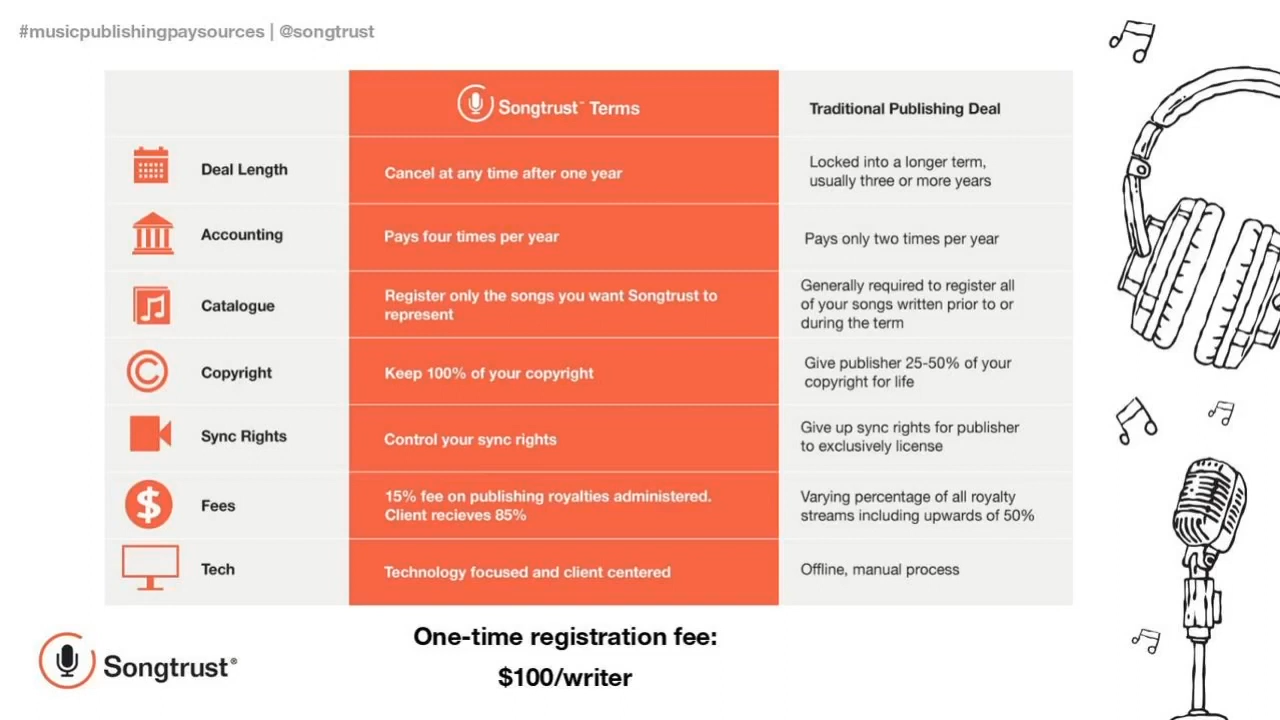 #musicpublishingpaysources | @songtrust
Songtrust™ Terms
Traditional Publishing Deal
Deal Length
Cancel at any time after one year
Locked into a longer term,
usually three or more years
Accounting
Pays four times per year
Pays only two times per year
Catalogue
Register only the songs you want Songtrust to
represent
Generally required to register all
of your songs written prior to or
during the term
Copyright
Keep 100% of your copyright
Give publisher 25-50% of your
copyright for life
Sync Rights
Control your sync rights
Give up sync rights for publisher
to exclusively license
Fees
15% fee on publishing royalties administered.
Client recieves 85%
Varying percentage of all royalty
streams including upwards of 50%
Tech
Technology focused and client centered
Offline, manual process
One-time registration fee:
$100/writer
Songtrust®